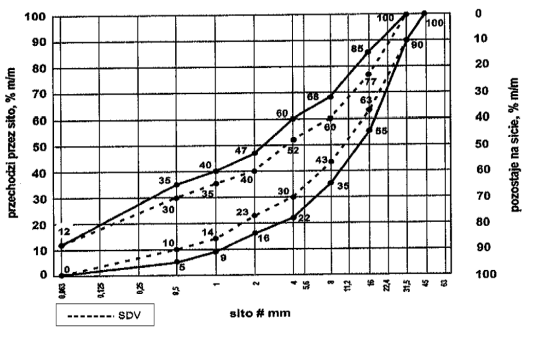 100 100 0
100
90 90 10
85
80 77 20
70 68 30
63
60 60 60 40
55
50 47 52 50
40 40 40 43 60
35 35 35
30 30 30 70
23 22
20 16 80
12 14
10 10 9 90
5
0 0 100
przechodzi przez sito, % m/m
pozostaje na sicie, % m/m
0,063 0,125 0,25 0,5 1 2 4 5,6 8 11,2 16 22,4 31,5 45 63
sito # mm
SDV